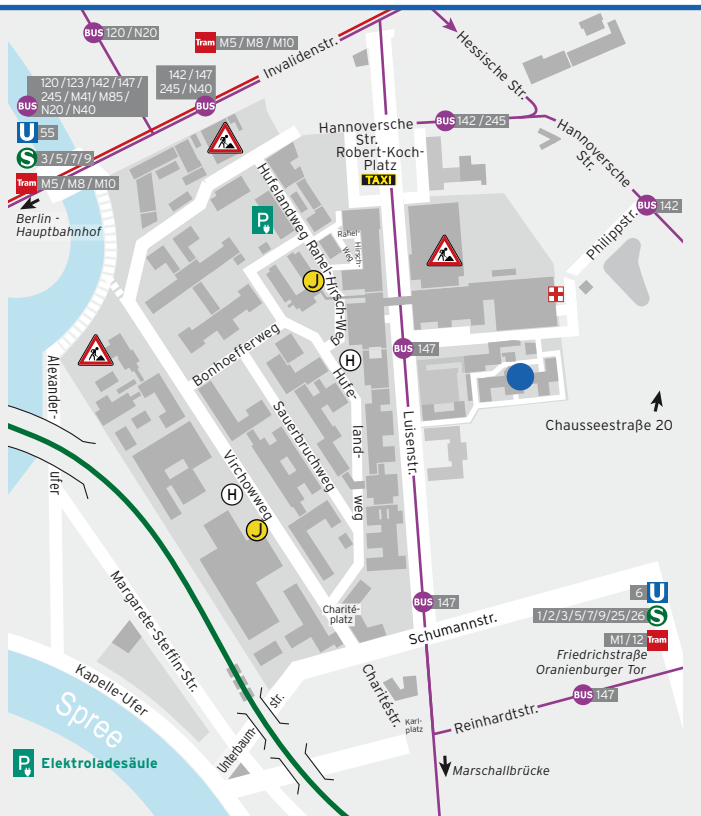 BUS 120/N20
Tram M5/M8/M10
Invalidenstr.
Hessische Str.
120/123/142/147/
245/M41/M85/
BUS N20/N40
142/147
245/N40
BUS
U 55
S 3/5/7/9
Tram M5/M8/M10
Berlin -
Hauptbahnhof
Hannoversche
Str.
Robert-Koch-
Platz
TAXI
BUS 142/245
Hannoversche
Str.
BUS 142
Philippstr.
Hufelandweg
P
Rahel-
Hirsch-
Weg
Rahel-Hirsch-Weg
J
BUS 147
Bonhoefferweg
H
Hufe-
land-
weg
Alexander-
ufer
Sauerbruchweg
Luisenstr.
Chausseestraße 20
Virchowweg
H
J
Margarete-Steffin-Str.
Charité-
platz
BUS 147
Schumannstr.
6 U
1/2/3/5/7/9/25/26 S
M1/12 Tram
Friedrichstraße
Oranienburger Tor
BUS 147
Kapelle-Ufer
Spree
Unterbaum-
str.
Charitéstr.
Karl-
platz
Reinhardtstr.
P Elektroladesäule
Marschallbrücke